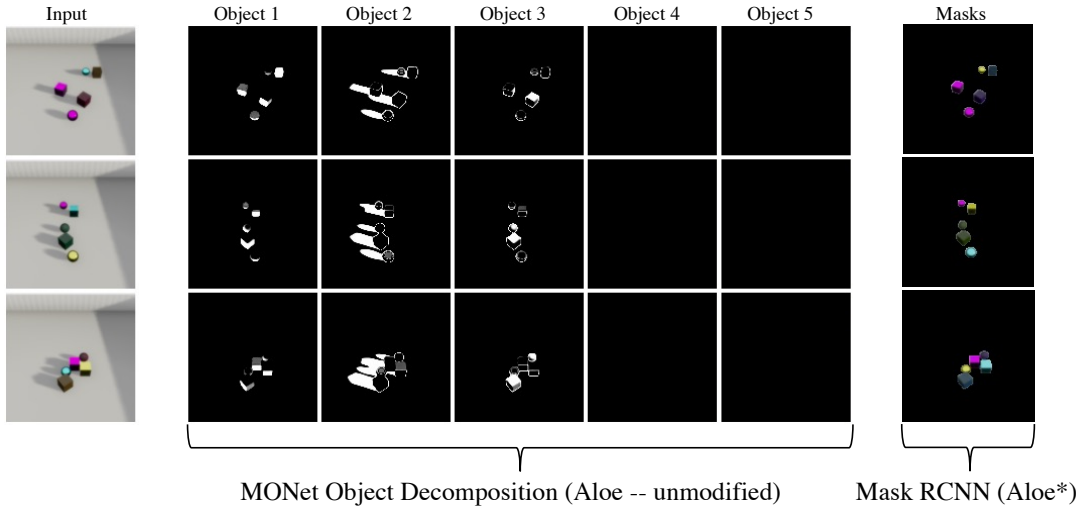 Input Object 1 Object 2 Object 3 Object 4 Object 5 Masks
MONet Object Decomposition (Aloe -- unmodified) Mask RCNN (Aloe*)